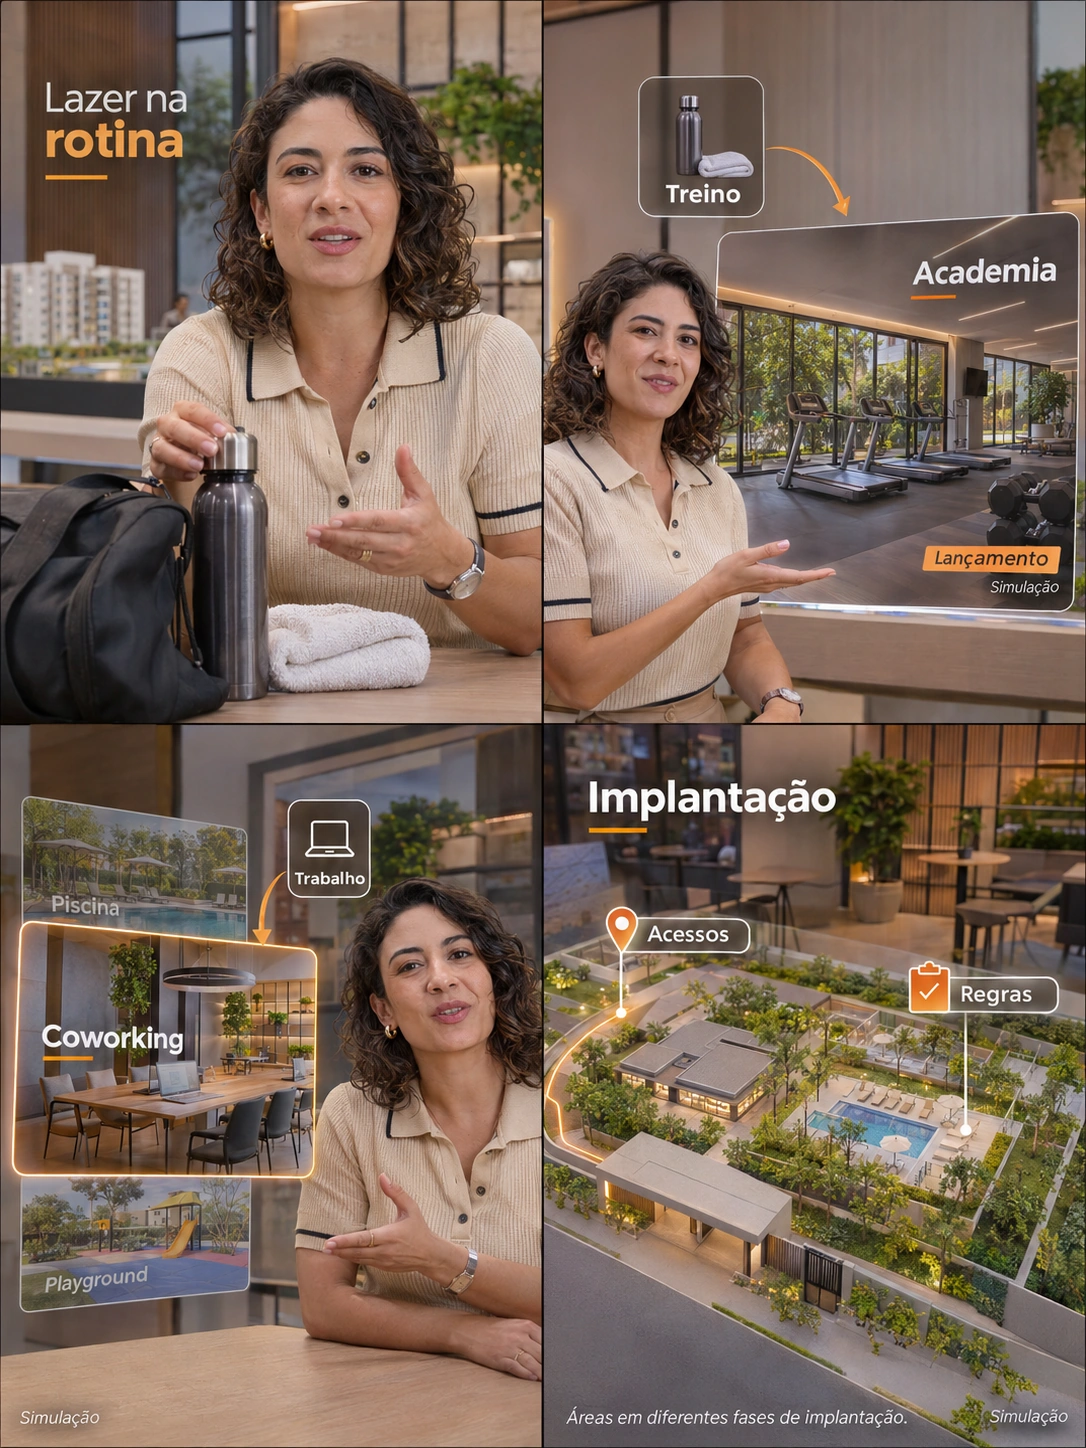 Lazer na
rotina
Treino
Academia
Lançamento
Simulação
Trabalho
Piscina
Coworking
Playground
Simulação
Implantação
Acessos
Regras
Áreas em diferentes fases de implantação.
Simulação